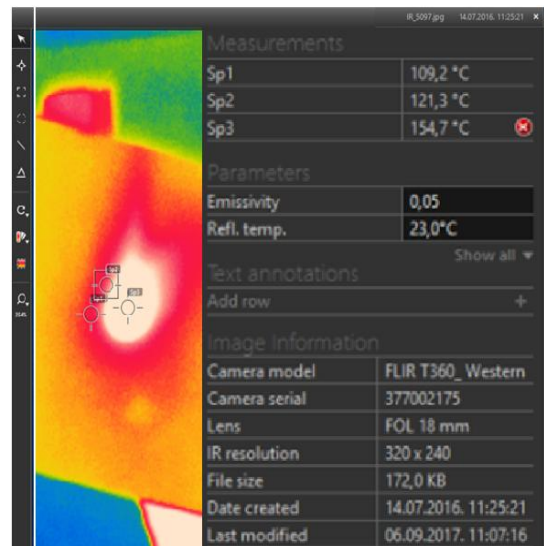 IR_5097.jpg 14.07.2016. 11:25:21
Measurements
Sp1 109,2 °C
Sp2 121,3 °C
Sp3 154,7 °C
Parameters
Emissivity 0,05
Refl. temp. 23,0°C
Show all
Text annotations
Add row +
Image Information
Camera model FLIR T360_ Western
Camera serial 377002175
Lens FOL 18 mm
IR resolution 320 x 240
File size 172,0 KB
Date created 14.07.2016. 11:25:21
Last modified 06.09.2017. 11:07:16
Sp2